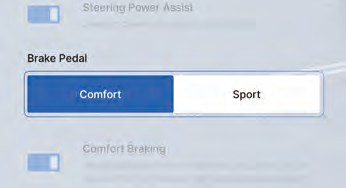 Steering Power Assist
Brake Pedal
Comfort
Sport
Comfort Braking